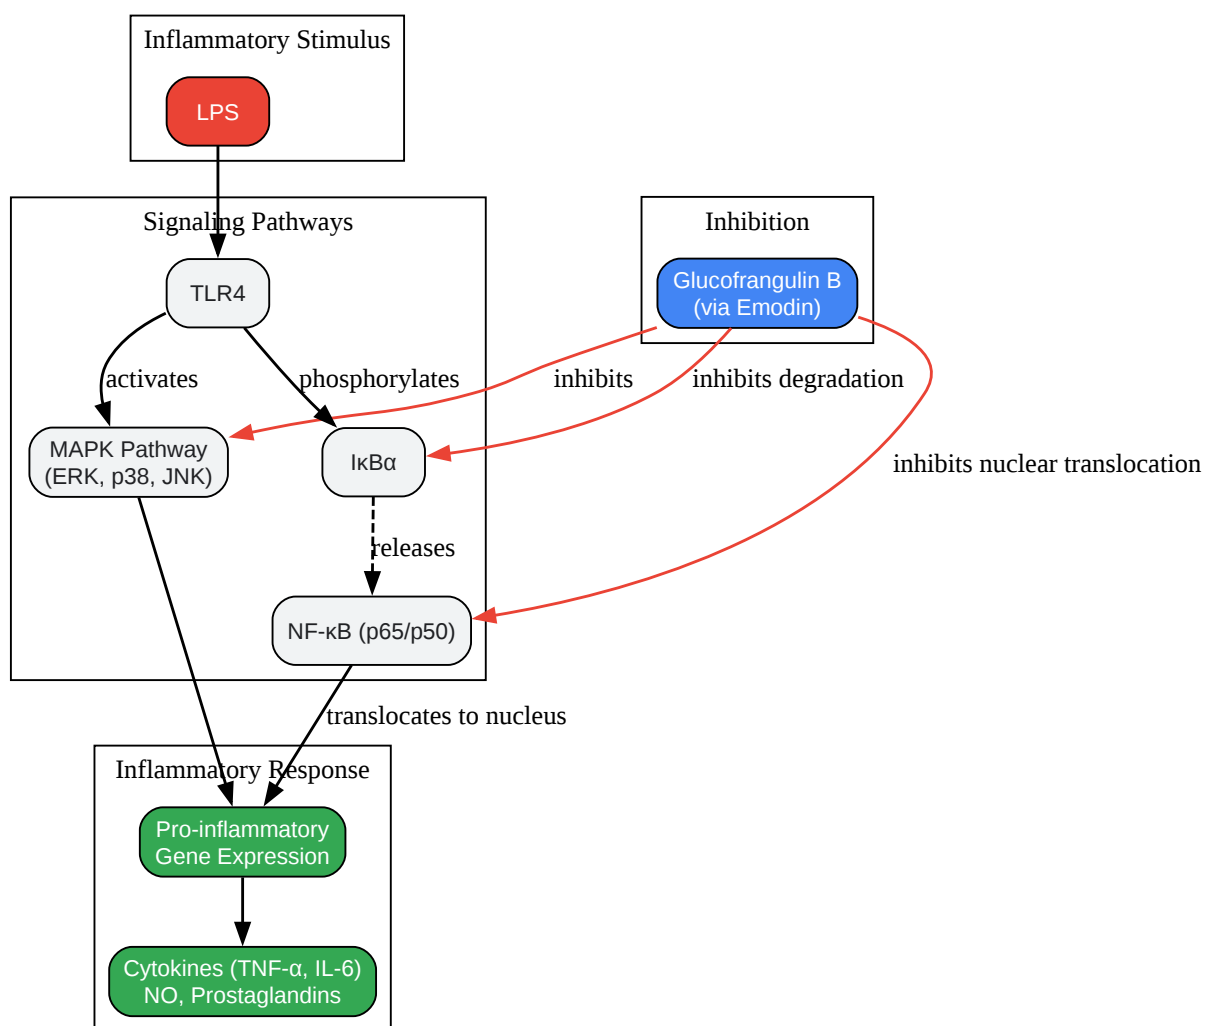 Inflammatory Stimulus
LPS
Signaling Pathways
Inhibition
TLR4
Glucofrangulin B
(via Emodin)
activates
phosphorylates
inhibits
inhibits degradation
MAPK Pathway
(ERK, p38, JNK)
IκBα
inhibits nuclear translocation
releases
NF-κB (p65/p50)
translocates to nucleus
Inflammatory Response
Pro-inflammatory
Gene Expression
Cytokines (TNF-α, IL-6)
NO, Prostaglandins